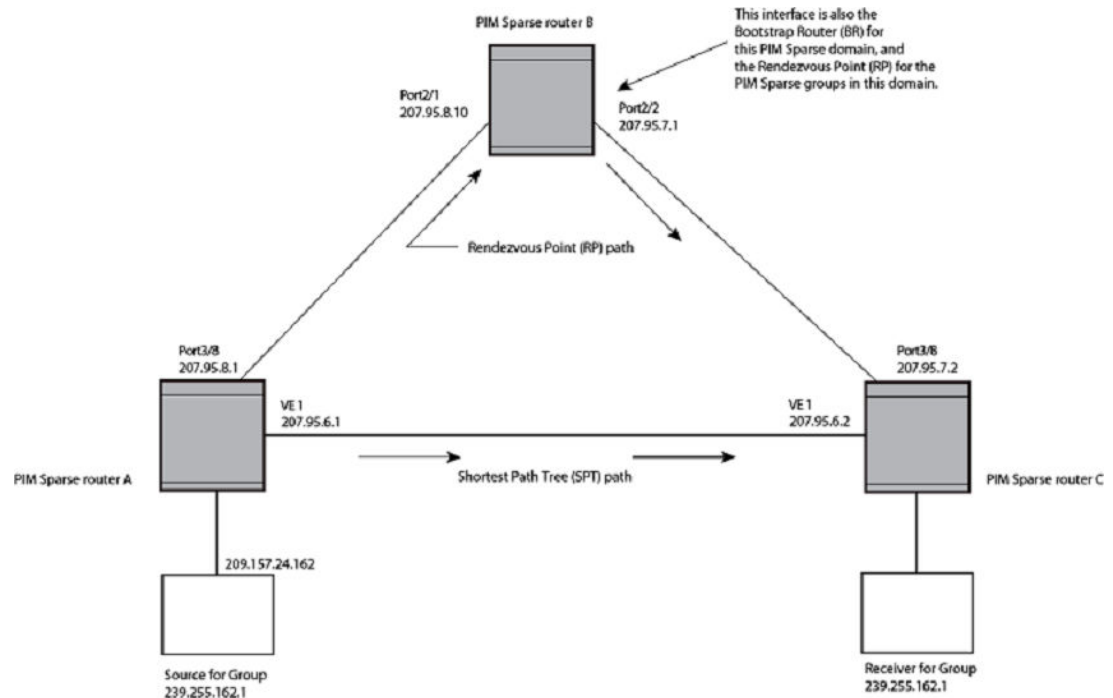 PIM Sparse router B
This interface is also the
Bootstrap Router (BR) for
this PIM Sparse domain, and
the Rendezvous Point (RP) for the
PIM Sparse groups in this domain.
Port2/1
207.95.8.10
Port2/2
207.95.7.1
Rendezvous Point (RP) path
Port3/8
207.95.8.1
Port3/8
207.95.7.2
VE 1
207.95.6.1
VE 1
207.95.6.2
PIM Sparse router A
Shortest Path Tree (SPT) path
PIM Sparse router C
209.157.24.162
Source for Group
239.255.162.1
Receiver for Group
239.255.162.1